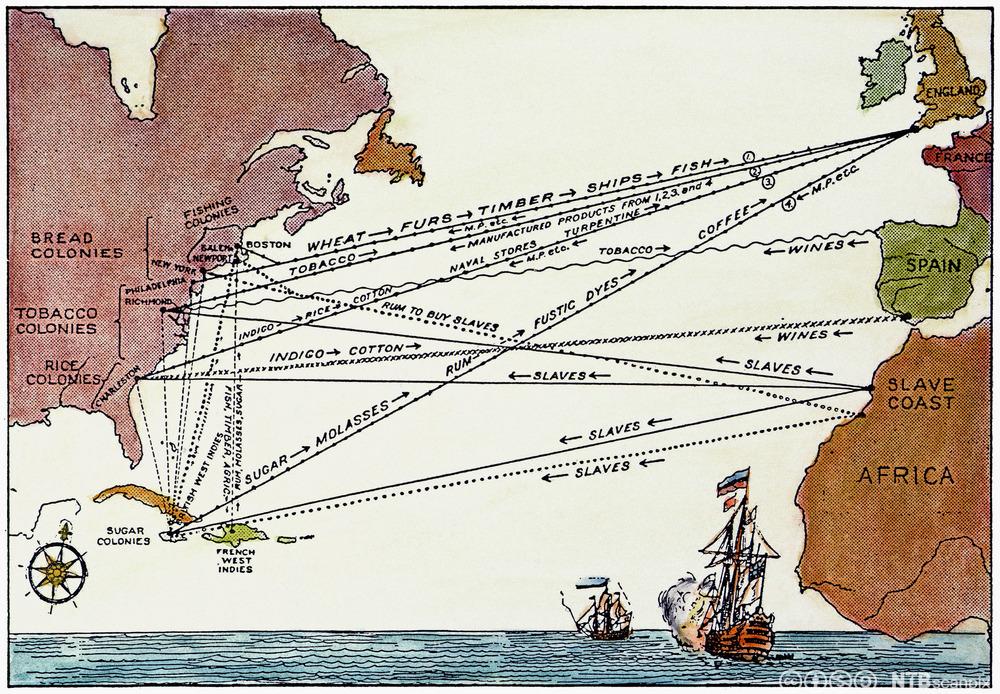 ENGLAND
FRANCE
SPAIN
FISHING
COLONIES
BREAD
COLONIES
SALEM
NEWPORT
BOSTON
NEW YORK
PHILADELPHIA
RICHMOND
TOBACCO
COLONIES
RICE
COLONIES
CHARLESTON
WHEAT → FURS → TIMBER → SHIPS → FISH → 1
TOBACCO → ← M.P. etc. ← 2
← MANUFACTURED PRODUCTS FROM 1,2,3, and 4
NAVAL STORES TURPENTINE → 3
← M.P. etc. ←
COFFEE → 4 ← M.P. etc.
TOBACCO →
← WINES ←
INDIGO → RICE → COTTON
RUM TO BUY SLAVES
FUSTIC DYES →
← WINES ←
INDIGO → COTTON →
RUM →
← SLAVES ←
← SLAVES ←
SLAVE
COAST
SUGAR → MOLASSES →
← SLAVES ←
← SLAVES ←
AFRICA
FISH WEST INDIES
FISH, TIMBER, AGRIC.
RUM MOLASSES, SUGAR
SUGAR
COLONIES
FRENCH
WEST
INDIES
NTB scanpix